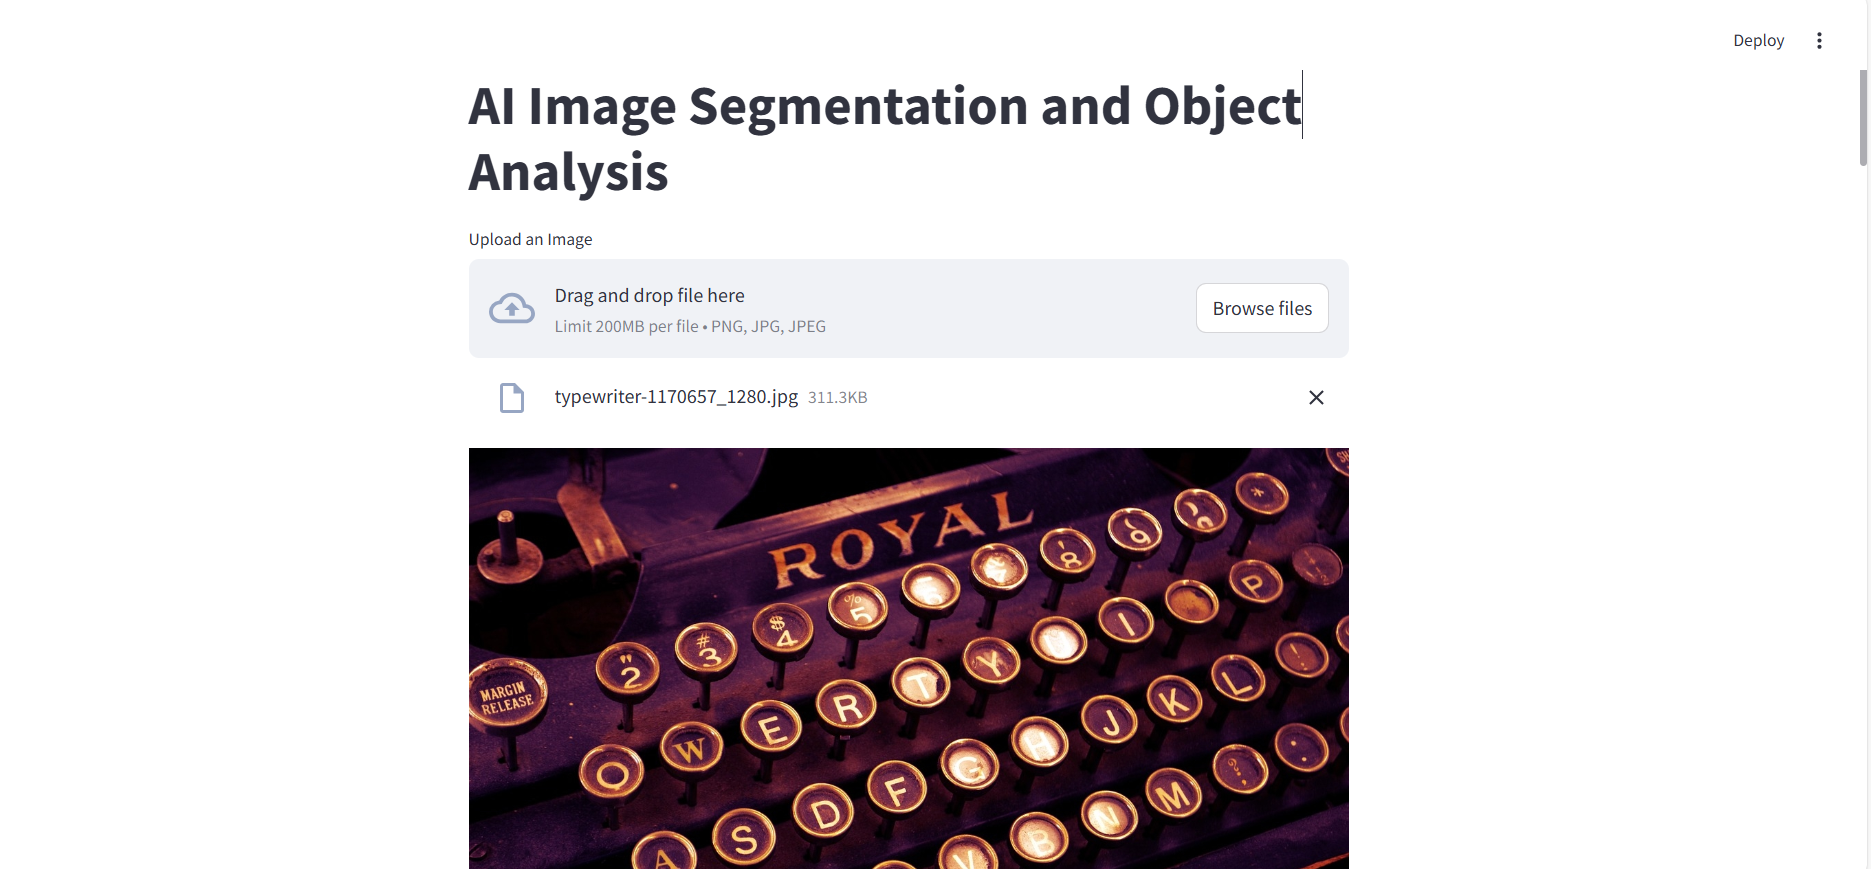 Deploy
AI Image Segmentation and Object
Analysis
Upload an Image
Drag and drop file here
Limit 200MB per file • PNG, JPG, JPEG
Browse files
typewriter-1170657_1280.jpg 311.3KB
ROYAL
MARGIN
RELEASE
" 2
# 3
$ 4
% 5
' 8
9
*
Q W E R T Y I P
A S D F G H J K L
V B N M